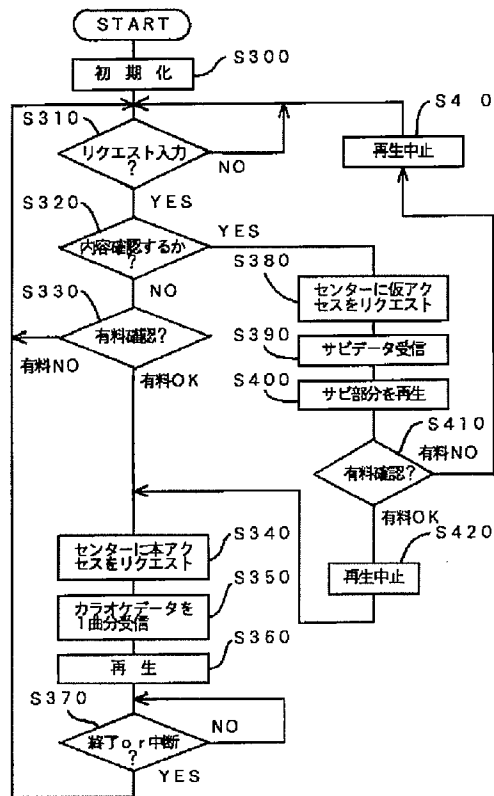 START
S300
初期化
S310
S4 0
リクエスト入力
?
再生中止
NO
YES
S320
YES
内容確認するか
?
S380
NO
センターに仮アク
セスをリクエスト
S330
有料確認?
S390
有料NO
サビデータ受信
有料OK
S400
サビ部分を再生
S410
有料NO
有料確認?
有料OK
S420
S340
センターに本アク
セスをリクエスト
再生中止
S350
カラオケデータを
1曲分受信
S360
再生
S370
NO
終了or中断
?
YES